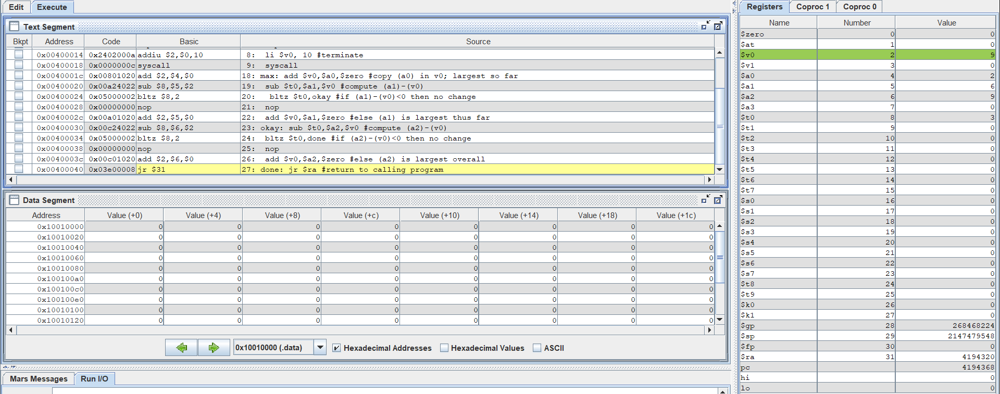 Edit Execute
Text Segment
Bkpt Address Code Basic Source
0x00400014 0x2402000a addiu $2,$0,10 8: li $v0, 10 #terminate
0x00400018 0x0000000c syscall 9: syscall
0x0040001c 0x00801020 add $2,$4,$0 18: max: add $v0,$a0,$zero #copy (a0) in v0; largest so far
0x00400020 0x00a24022 sub $8,$5,$2 19: sub $t0,$a1,$v0 #compute (a1)-(v0)
0x00400024 0x05000002 bltz $8,2 20: bltz $t0,okay #if (a1)-(v0)<0 then no change
0x00400028 0x00000000 nop 21: nop
0x0040002c 0x00a01020 add $2,$5,$0 22: add $v0,$a1,$zero #else (a1) is largest thus far
0x00400030 0x00c24022 sub $8,$6,$2 23: okay: sub $t0,$a2,$v0 #compute (a2)-(v0)
0x00400034 0x05000002 bltz $8,2 24: bltz $t0,done #if (a2)-(v0)<0 then no change
0x00400038 0x00000000 nop 25: nop
0x0040003c 0x00c01020 add $2,$6,$0 26: add $v0,$a2,$zero #else (a2) is largest overall
0x00400040 0x03e00008 jr $31 27: done: jr $ra #return to calling program
Data Segment
Address Value (+0) Value (+4) Value (+8) Value (+c) Value (+10) Value (+14) Value (+18) Value (+1c)
0x10010000 0 0 0 0 0 0 0 0
0x10010020 0 0 0 0 0 0 0 0
0x10010040 0 0 0 0 0 0 0 0
0x10010060 0 0 0 0 0 0 0 0
0x10010080 0 0 0 0 0 0 0 0
0x100100a0 0 0 0 0 0 0 0 0
0x100100c0 0 0 0 0 0 0 0 0
0x100100e0 0 0 0 0 0 0 0 0
0x10010100 0 0 0 0 0 0 0 0
0x10010120 0 0 0 0 0 0 0 0
0x10010000 (.data) Hexadecimal Addresses Hexadecimal Values ASCII
Mars Messages Run I/O
Registers Coproc 1 Coproc 0
Name Number Value
$zero 0 0
$at 1 0
$v0 2 9
$v1 3 0
$a0 4 2
$a1 5 6
$a2 6 9
$a3 7 0
$t0 8 3
$t1 9 0
$t2 10 0
$t3 11 0
$t4 12 0
$t5 13 0
$t6 14 0
$t7 15 0
$s0 16 0
$s1 17 0
$s2 18 0
$s3 19 0
$s4 20 0
$s5 21 0
$s6 22 0
$s7 23 0
$t8 24 0
$t9 25 0
$k0 26 0
$k1 27 0
$gp 28 268468224
$sp 29 2147479548
$fp 30 0
$ra 31 4194320
pc 4194368
hi 0
lo 0